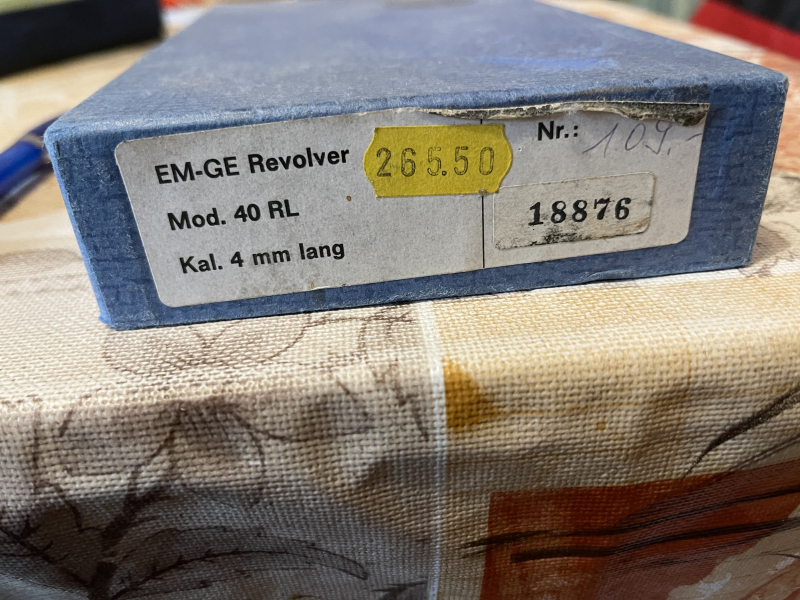 EM-GE Revolver
265.50
Nr.: 109.-
Mod. 40 RL
18876
Kal. 4 mm lang